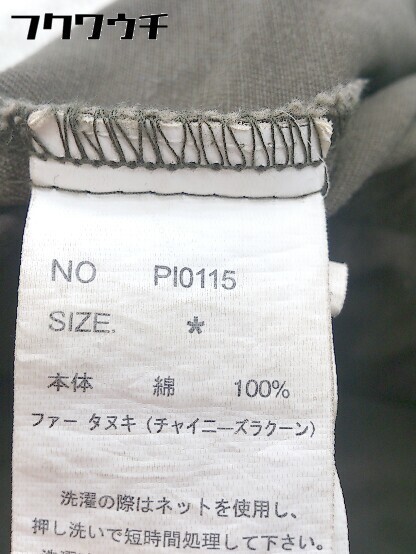 フクワウチ
NO PI0115
SIZE. *
本体 綿 100%
ファー タヌキ（チャイニーズラクーン）
洗濯の際はネットを使用し、
押し洗いで短時間処理して下さい。